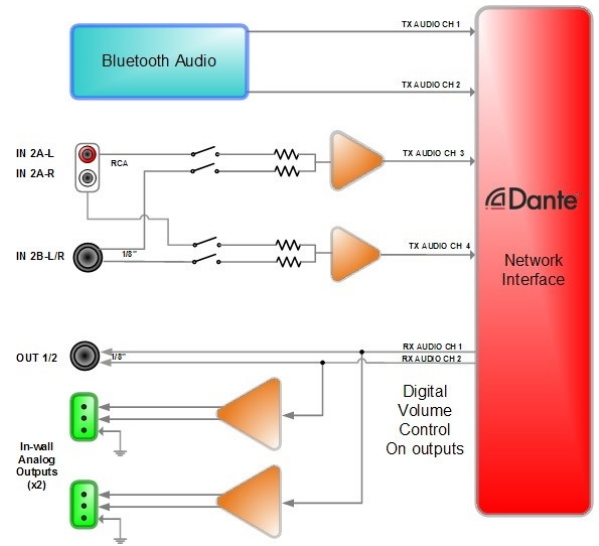 TX AUDIO CH 1
Bluetooth Audio
TX AUDIO CH 2
IN 2A-L
RCA
TX AUDIO CH 3
IN 2A-R
Dante
Network
Interface
IN 2B-L/R
1/8"
TX AUDIO CH 4
RX AUDIO CH 1
OUT 1/2
1/8"
RX AUDIO CH 2
Digital
Volume
Control
On outputs
In-wall
Analog
Outputs
(x2)